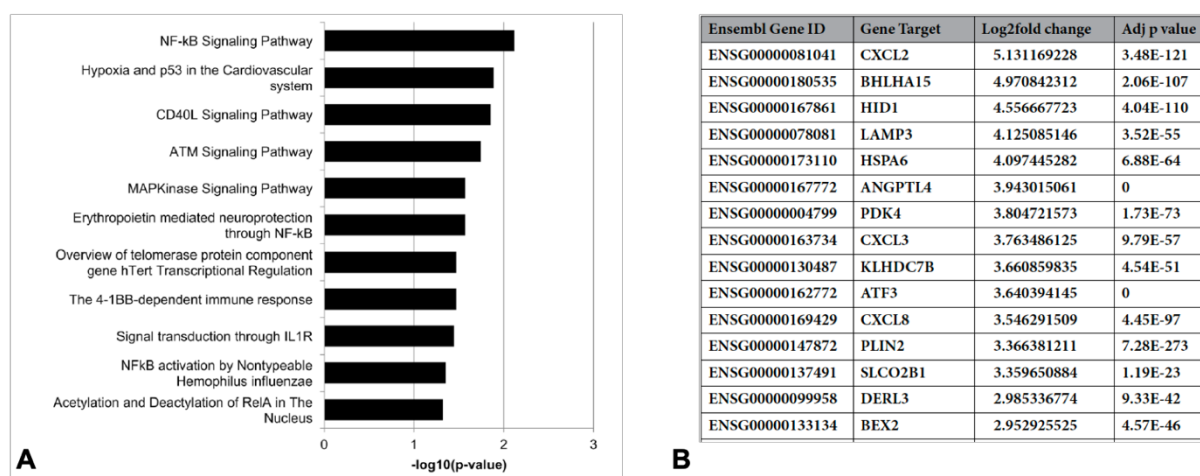 NF-kB Signaling Pathway
Hypoxia and p53 in the Cardiovascular
system
CD40L Signaling Pathway
ATM Signaling Pathway
MAPKinase Signaling Pathway
Erythropoietin mediated neuroprotection
through NF-kB
Overview of telomerase protein component
gene hTert Transcriptional Regulation
The 4-1BB-dependent immune response
Signal transduction through IL1R
NFkB activation by Nontypeable
Hemophilus influenzae
Acetylation and Deactylation of RelA in The
Nucleus
0 1 2 3
-log10(p-value)
A
Ensembl Gene ID Gene Target Log2fold change Adj p value
ENSG00000081041 CXCL2 5.131169228 3.48E-121
ENSG00000180535 BHLHA15 4.970842312 2.06E-107
ENSG00000167861 HID1 4.556667723 4.04E-110
ENSG00000078081 LAMP3 4.125085146 3.52E-55
ENSG00000173110 HSPA6 4.097445282 6.88E-64
ENSG00000167772 ANGPTL4 3.943015061 0
ENSG00000004799 PDK4 3.804721573 1.73E-73
ENSG00000163734 CXCL3 3.763486125 9.79E-57
ENSG00000130487 KLHDC7B 3.660859835 4.54E-51
ENSG00000162772 ATF3 3.640394145 0
ENSG00000169429 CXCL8 3.546291509 4.45E-97
ENSG00000147872 PLIN2 3.366381211 7.28E-273
ENSG00000137491 SLCO2B1 3.359650884 1.19E-23
ENSG00000099958 DERL3 2.985336774 9.33E-42
ENSG00000133134 BEX2 2.952925525 4.57E-46
B